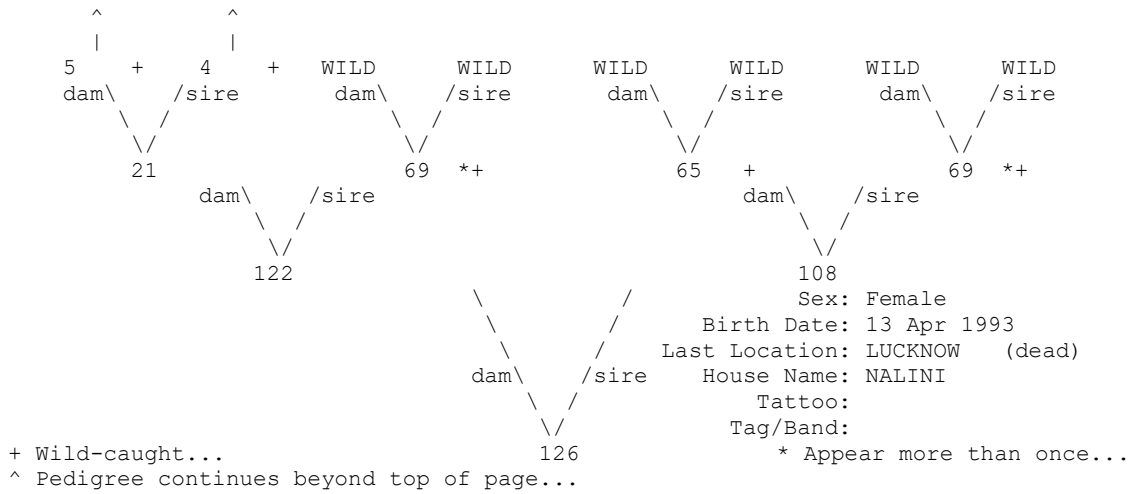 ^ ^
| |
5 + 4 + WILD WILD WILD WILD WILD WILD
dam\ /sire dam\ /sire dam\ /sire dam\ /sire
\ / \ / \ / \ /
\/ \/ \/ \/
21 69 *+ 65 + 69 *+
dam\ /sire dam\ /sire
\ / \ /
\/ \/
122 108
\ / Sex: Female
\ / Birth Date: 13 Apr 1993
\ / Last Location: LUCKNOW (dead)
dam\ /sire House Name: NALINI
\ / Tattoo:
\/ Tag/Band:
+ Wild-caught... 126 * Appear more than once...
^ Pedigree continues beyond top of page...